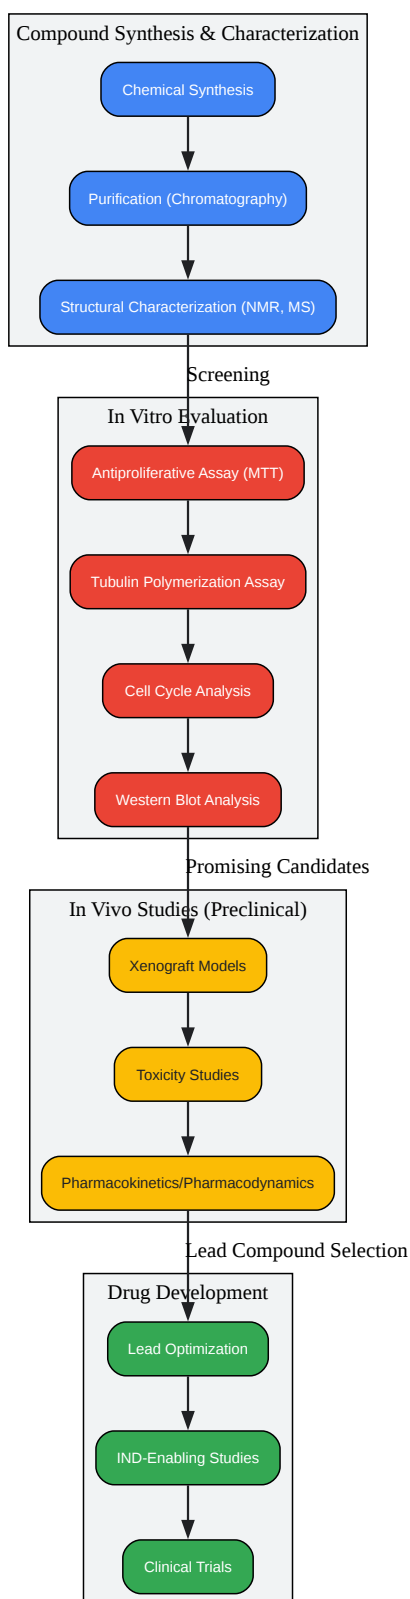 Compound Synthesis & Characterization
Chemical Synthesis
Purification (Chromatography)
Structural Characterization (NMR, MS)
Screening
In Vitro Evaluation
Antiproliferative Assay (MTT)
Tubulin Polymerization Assay
Cell Cycle Analysis
Western Blot Analysis
Promising Candidates
In Vivo Studies (Preclinical)
Xenograft Models
Toxicity Studies
Pharmacokinetics/Pharmacodynamics
Lead Compound Selection
Drug Development
Lead Optimization
IND-Enabling Studies
Clinical Trials